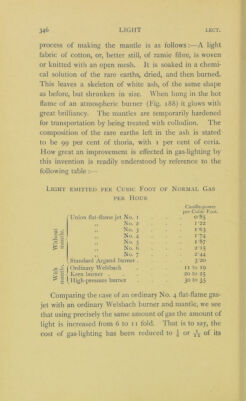 346 LIGHT LECT.
process of making the mantle is as follows:—A light
fabric of cotton, or, better still, of ramie fibre, is woven
or knitted with an open mesh. It is soaked in a chemi-
cal solution of the rare earths, dried, and then burned.
This leaves a skeleton of white ash, of the same shape
as before, but shrunken in size. When hung in the hot
flame of an atmospheric burner (Fig. 188) it glows with
great brilliancy. The mantles are temporarily hardened
for transportation by being treated with collodion. The
composition of the rare earths left in the ash is stated
to be 99 per cent of thoria, with 1 per cent of ceria.
How great an improvement is effected in gas-lighting by
this invention is readily understood by reference to the
following table :—
LIGHT EMITTED PER CUBIC FOOT OF NORMAL GAS
PER HOUR
Candle-power
per Cubic Foot.
Without mantle.
Union flat-flame jet No. 1 . . 0·85
,, No. 2 . . 1·22
,, No. 3 . . 1·63
,, No. 4 . . 1·74
,, No. 5 . . 1·87
,, No. 6 . . 2·15
,, No. 7 . . 2·44
Standard Argand burner . . . 3·20
With mantle.
Ordinary Welsbach . . . 11 to 19
Kern burner . . . 20 to 25
High-pressure burner . . . 30 to 35
Comparing the case of an ordinary No. 4 flat-flame gas-
jet with an ordinary Welsbach burner and mantle, we see
that using precisely the same amount of gas the amount of
light is increased from 6 to 11 fold. That is to say, the
cost of gas-lighting has been reduced to 1/6 or 1/11 of its